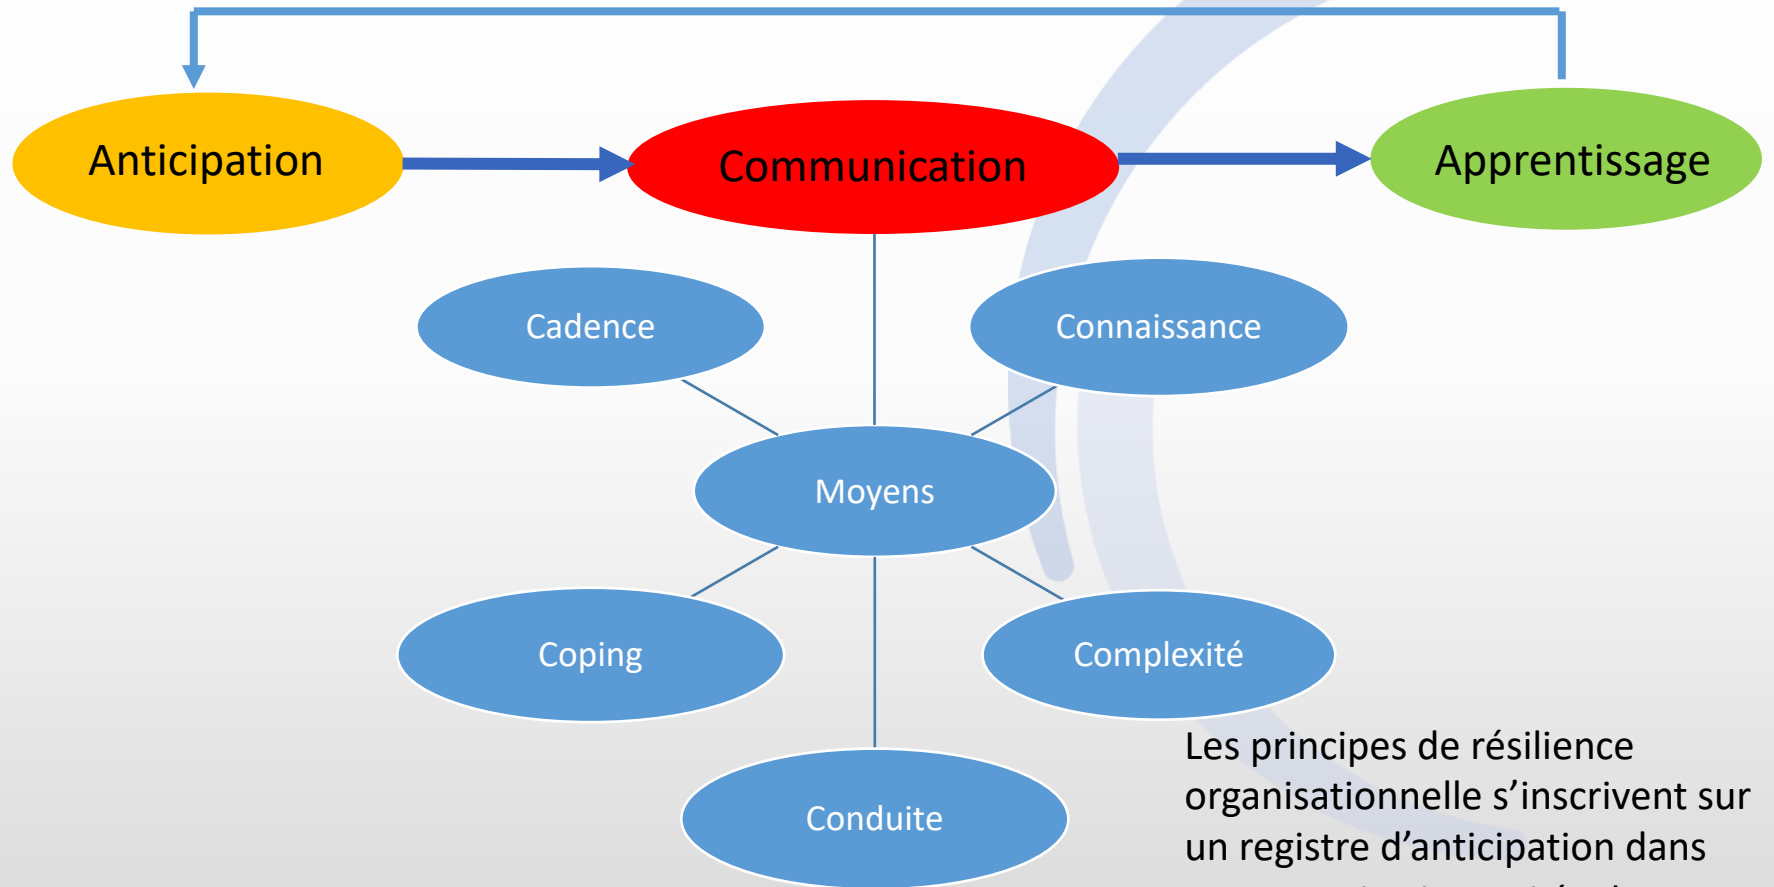 Anticipation
Communication
Apprentissage
Cadence
Connaissance
Moyens
Coping
Complexité
Conduite
Les principes de résilience
organisationnelle s’inscrivent sur
un registre d’anticipation dans